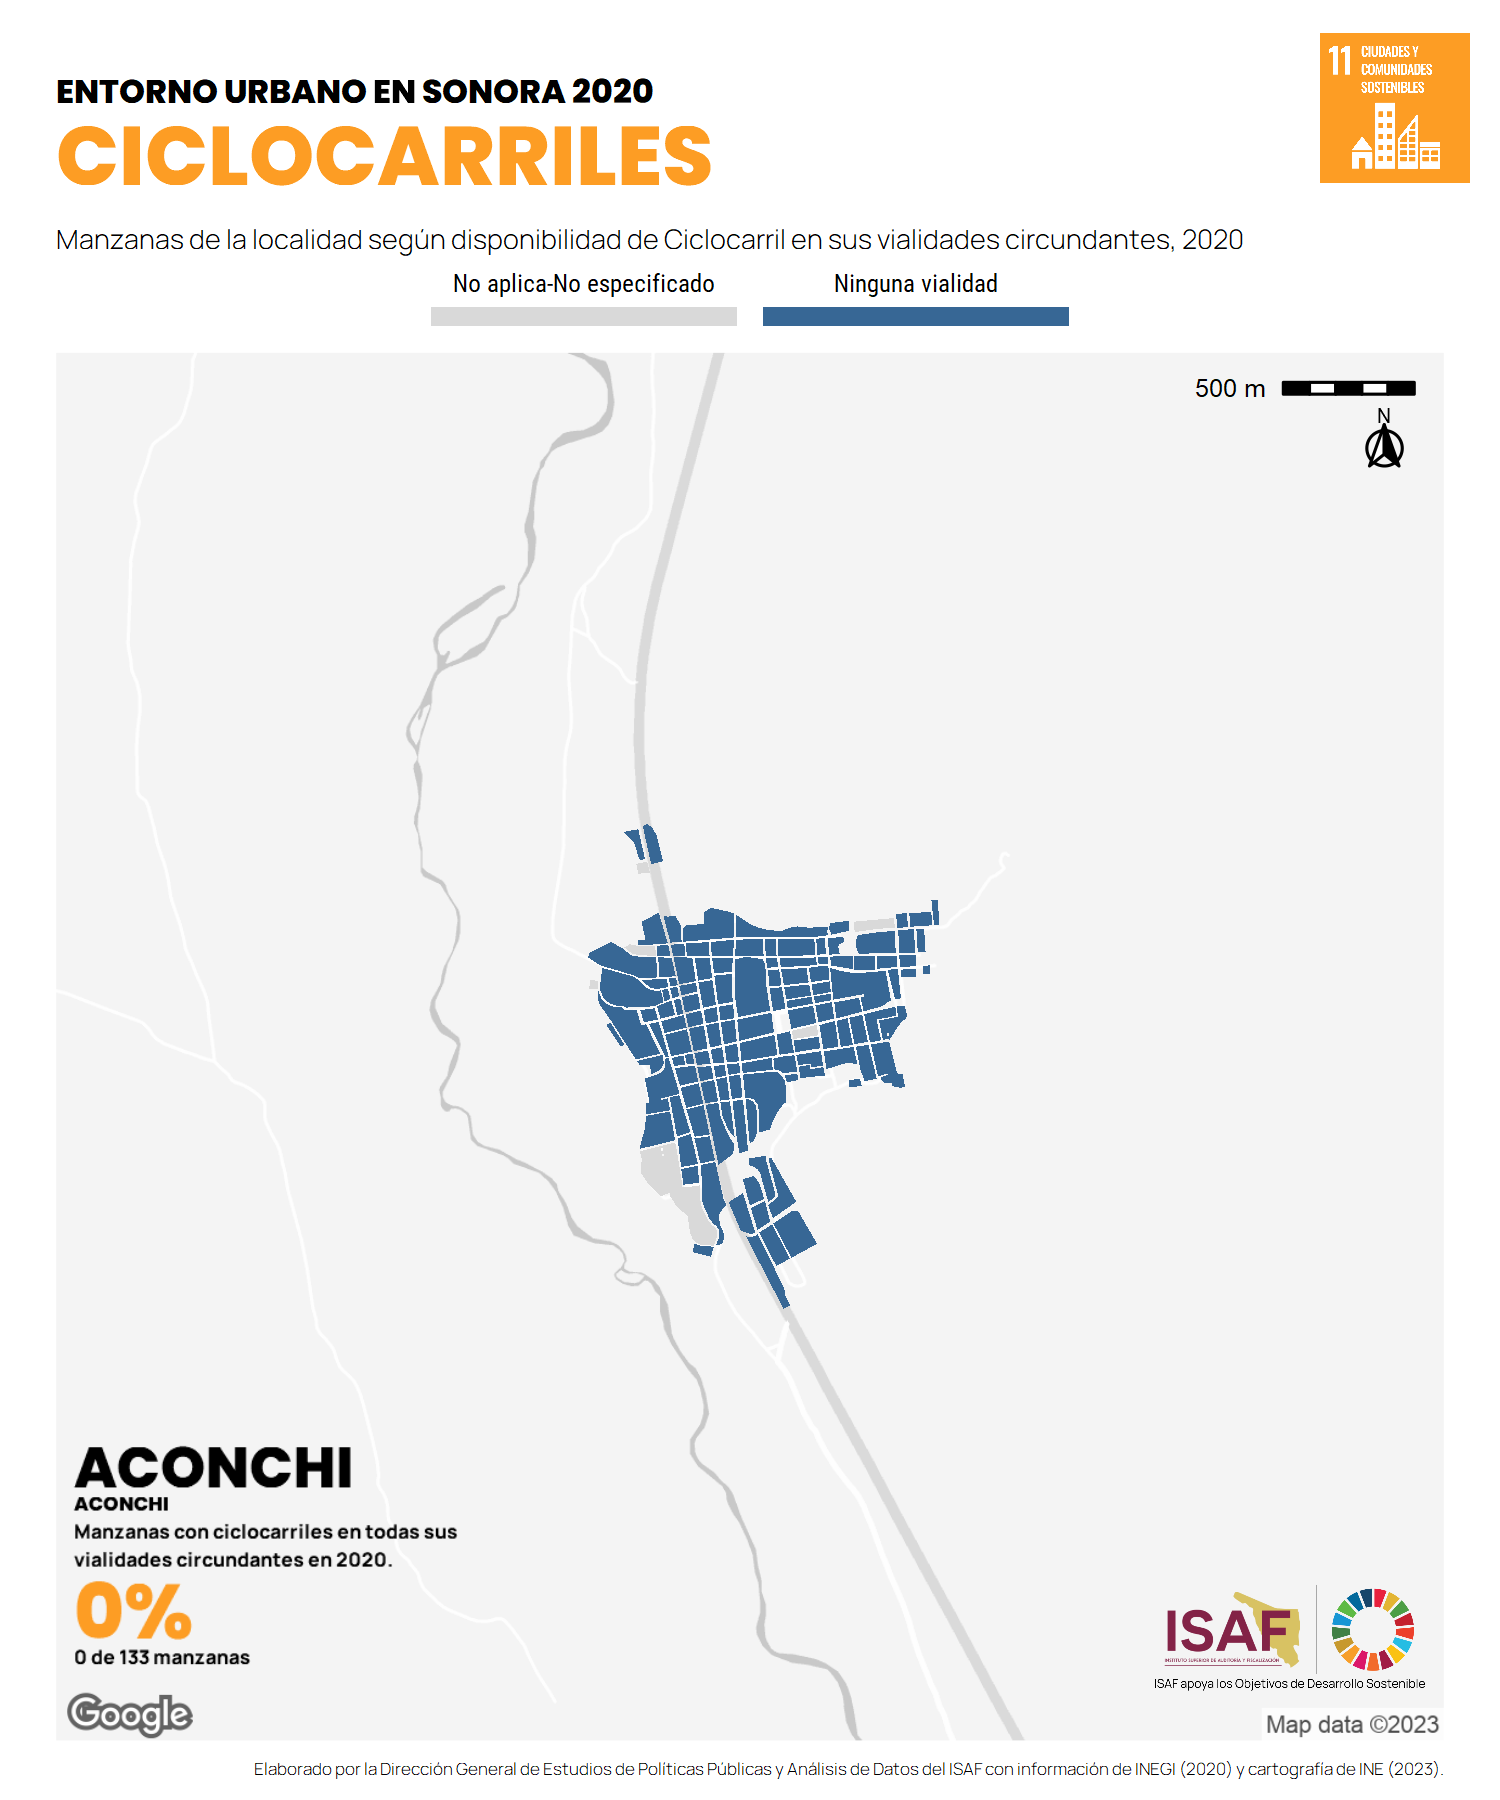 11 CIUDADES Y
COMUNIDADES
SOSTENIBLES
ENTORNO URBANO EN SONORA 2020
CICLOCARRILES
Manzanas de la localidad según disponibilidad de Ciclocarril en sus vialidades circundantes, 2020
No aplica-No especificado
Ninguna vialidad
500 m
N
ACONCHI
ACONCHI
Manzanas con ciclocarriles en todas sus
vialidades circundantes en 2020.
0%
0 de 133 manzanas
Google
ISAF
INSTITUTO SUPERIOR DE AUDITORÍA Y FISCALIZACIÓN
ISAF apoya los Objetivos de Desarrollo Sostenible
Map data ©2023
Elaborado por la Dirección General de Estudios de Políticas Públicas y Análisis de Datos del ISAF con información de INEGI (2020) y cartografía de INE (2023).